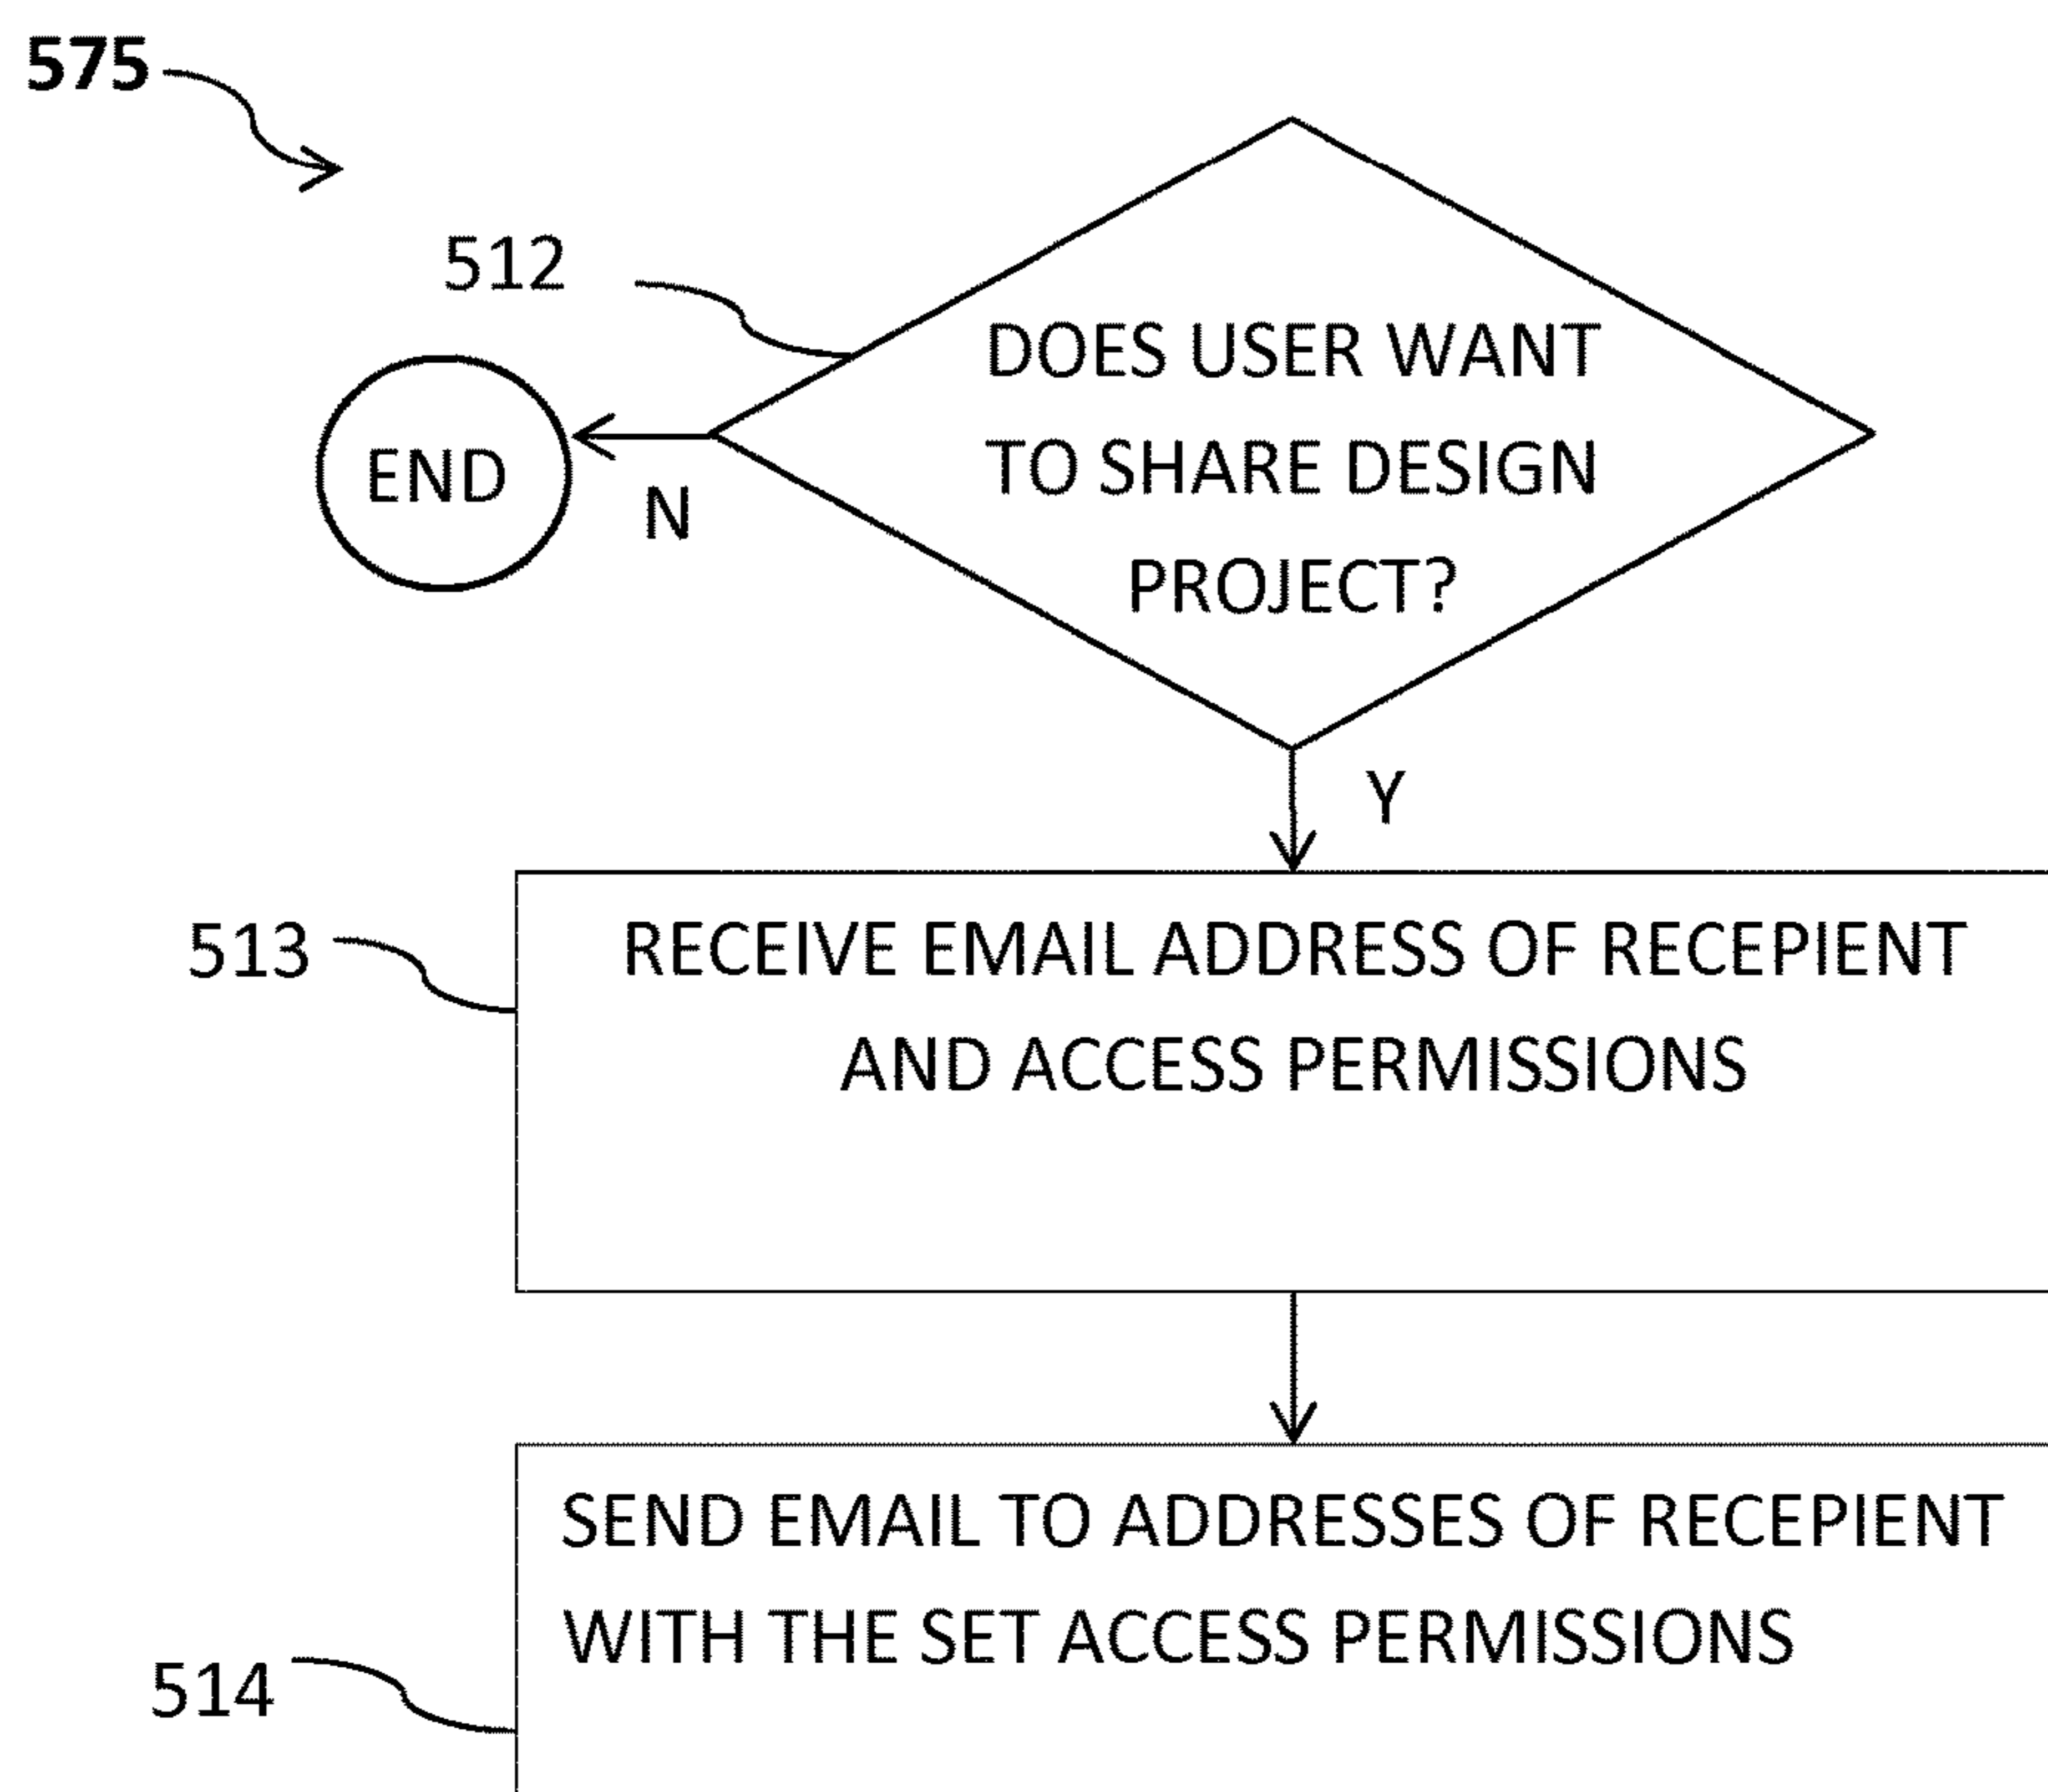 575
512
DOES USER WANT
TO SHARE DESIGN
PROJECT?
END
N
Y
513
RECEIVE EMAIL ADDRESS OF RECEPIENT
AND ACCESS PERMISSIONS
SEND EMAIL TO ADDRESSES OF RECEPIENT
WITH THE SET ACCESS PERMISSIONS
514